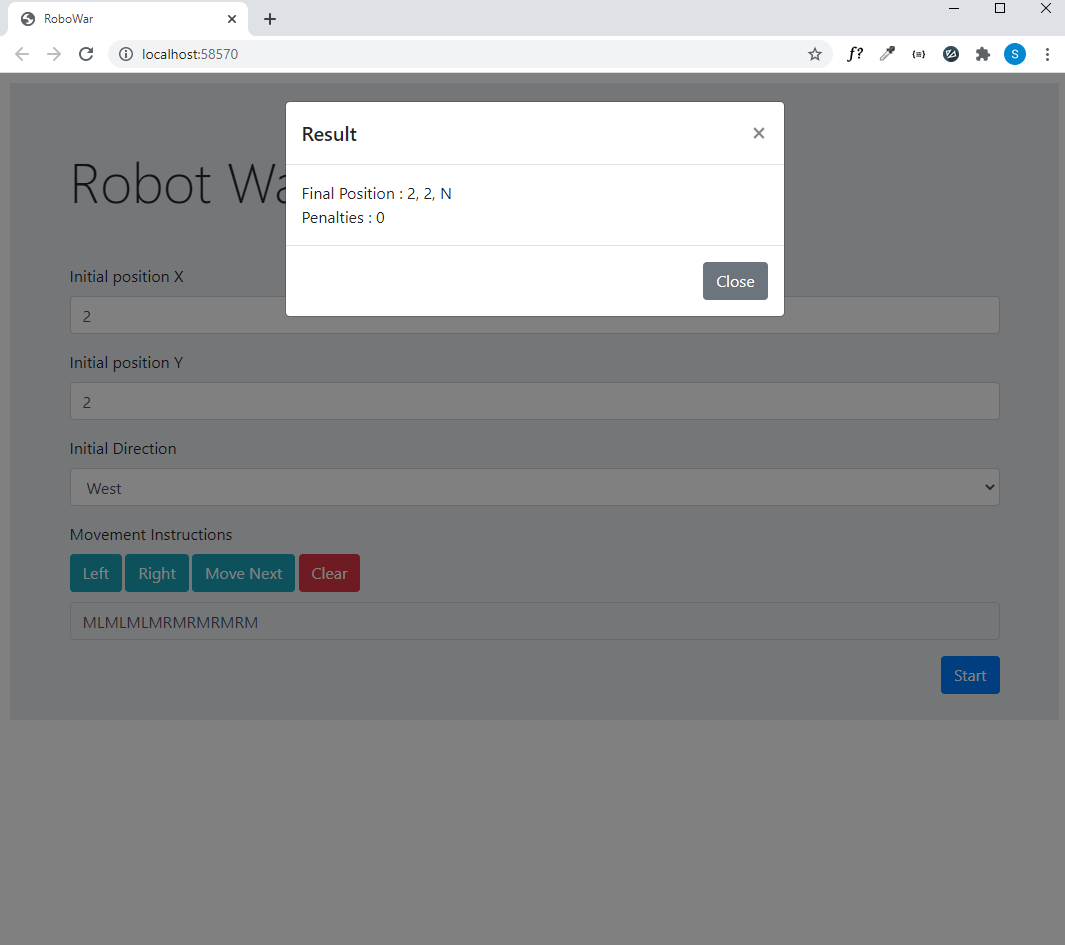 RoboWar
localhost:58570
f?
S
Result
Final Position : 2, 2, N
Penalties : 0
Close
Robot Wa
Initial position X
2
Initial position Y
2
Initial Direction
West
Movement Instructions
Left Right Move Next Clear
MLMLMLMRMRMRMRM
Start